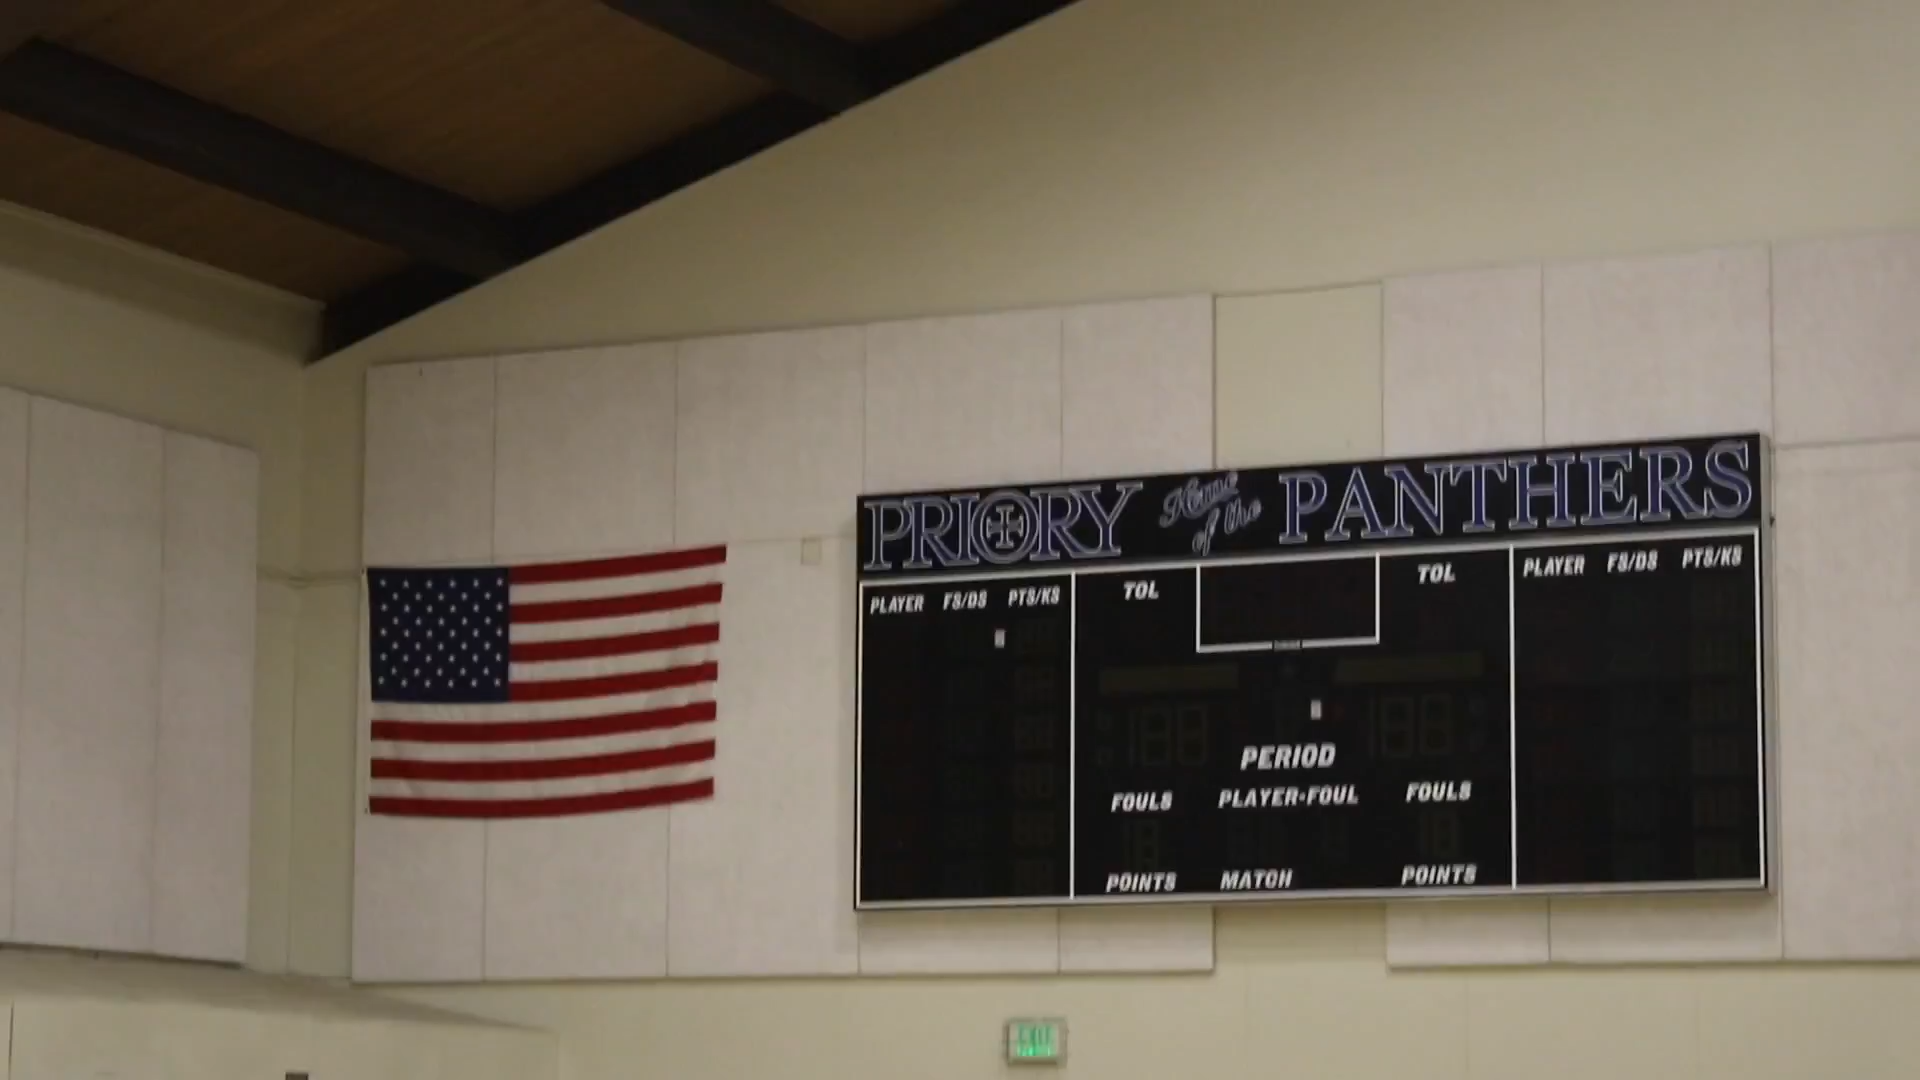 PRIORY Home of the PANTHERS
PLAYER FS/DS PTS/KS
TOL
TOL
PLAYER FS/DS PTS/KS
PERIOD
FOULS PLAYER-FOUL FOULS
POINTS MATCH POINTS
EXIT